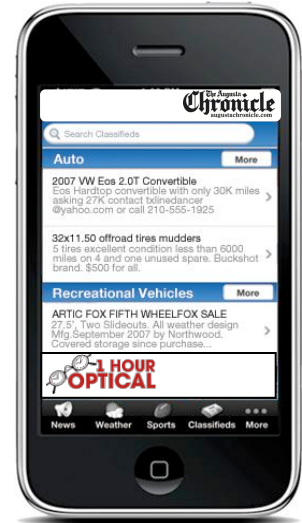 The Augusta
Chronicle
augustachronicle.com
Search Classifieds
Auto More
2007 VW Eos 2.0T Convertible
Eos Hardtop convertible with only 30K miles
asking 27K contact txlinedancer
@yahoo.com or call 210-555-1925
32x11.50 offroad tires mudders
5 tires excellent condition less than 6000
miles on 4 and one unused spare. Buckshot
brand. $500 for all.
Recreational Vehicles More
ARTIC FOX FIFTH WHEELFOX SALE
27.5', Two Slideouts. All weather design
Mfg.September 2007 by Northwood.
Covered storage since purchase...
1 HOUR
OPTICAL
News Weather Sports Classifieds More